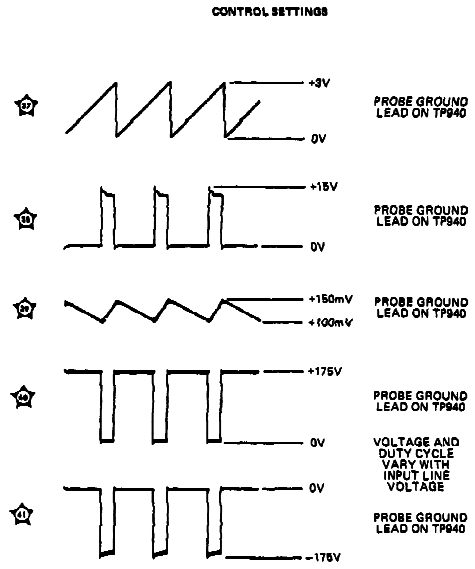 CONTROL SETTINGS
37
+3V
0V
PROBE GROUND
LEAD ON TP940
38
+15V
0V
PROBE GROUND
LEAD ON TP940
39
+150mV
+100mV
PROBE GROUND
LEAD ON TP940
40
+175V
0V
PROBE GROUND
LEAD ON TP940
VOLTAGE AND
DUTY CYCLE
VARY WITH
INPUT LINE
VOLTAGE
41
0V
-175V
PROBE GROUND
LEAD ON TP940